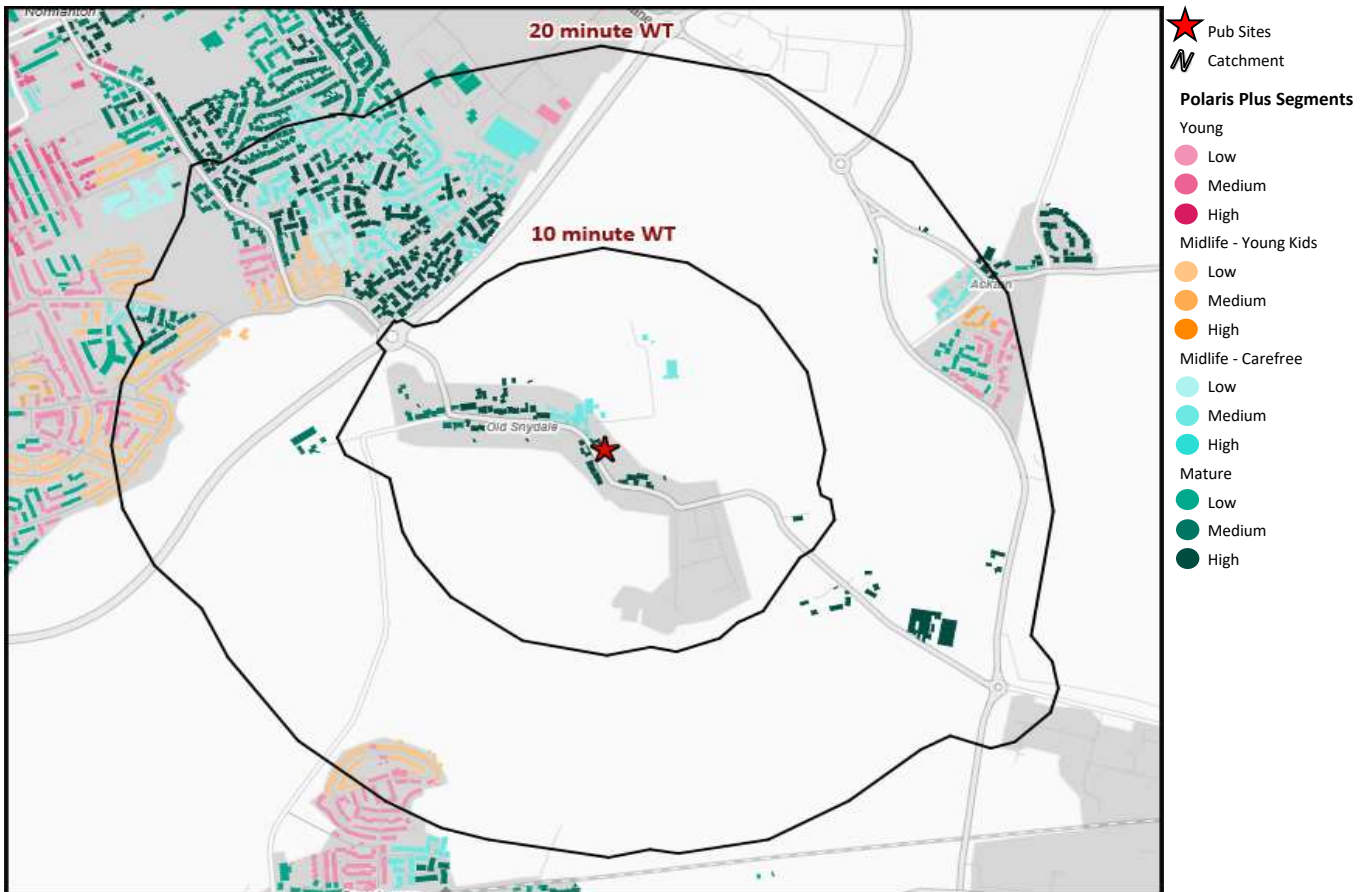 Normanton
20 minute WT
10 minute WT
Old Snydale
Pub Sites
Catchment
Polaris Plus Segments
Young
Low
Medium
High
Midlife - Young Kids
Low
Medium
High
Midlife - Carefree
Low
Medium
High
Mature
Low
Medium
High